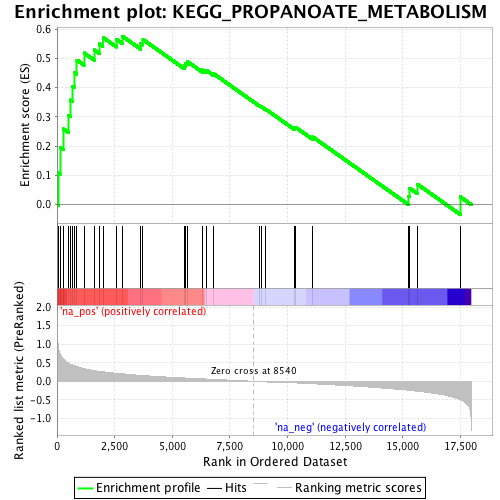 Enrichment plot: KEGG_PROPANOATE_METABOLISM
Enrichment score (ES)
0.6
0.5
0.4
0.3
0.2
0.1
0.0
'na_pos' (positively correlated)
Ranked list metric (PreRanked)
2.0
1.5
1.0
0.5
0.0
-0.5
-1.0
Zero cross at 8540
'na_neg' (negatively correlated)
0 2,500 5,000 7,500 10,000 12,500 15,000 17,500
Rank in Ordered Dataset
Enrichment profile Hits Ranking metric scores